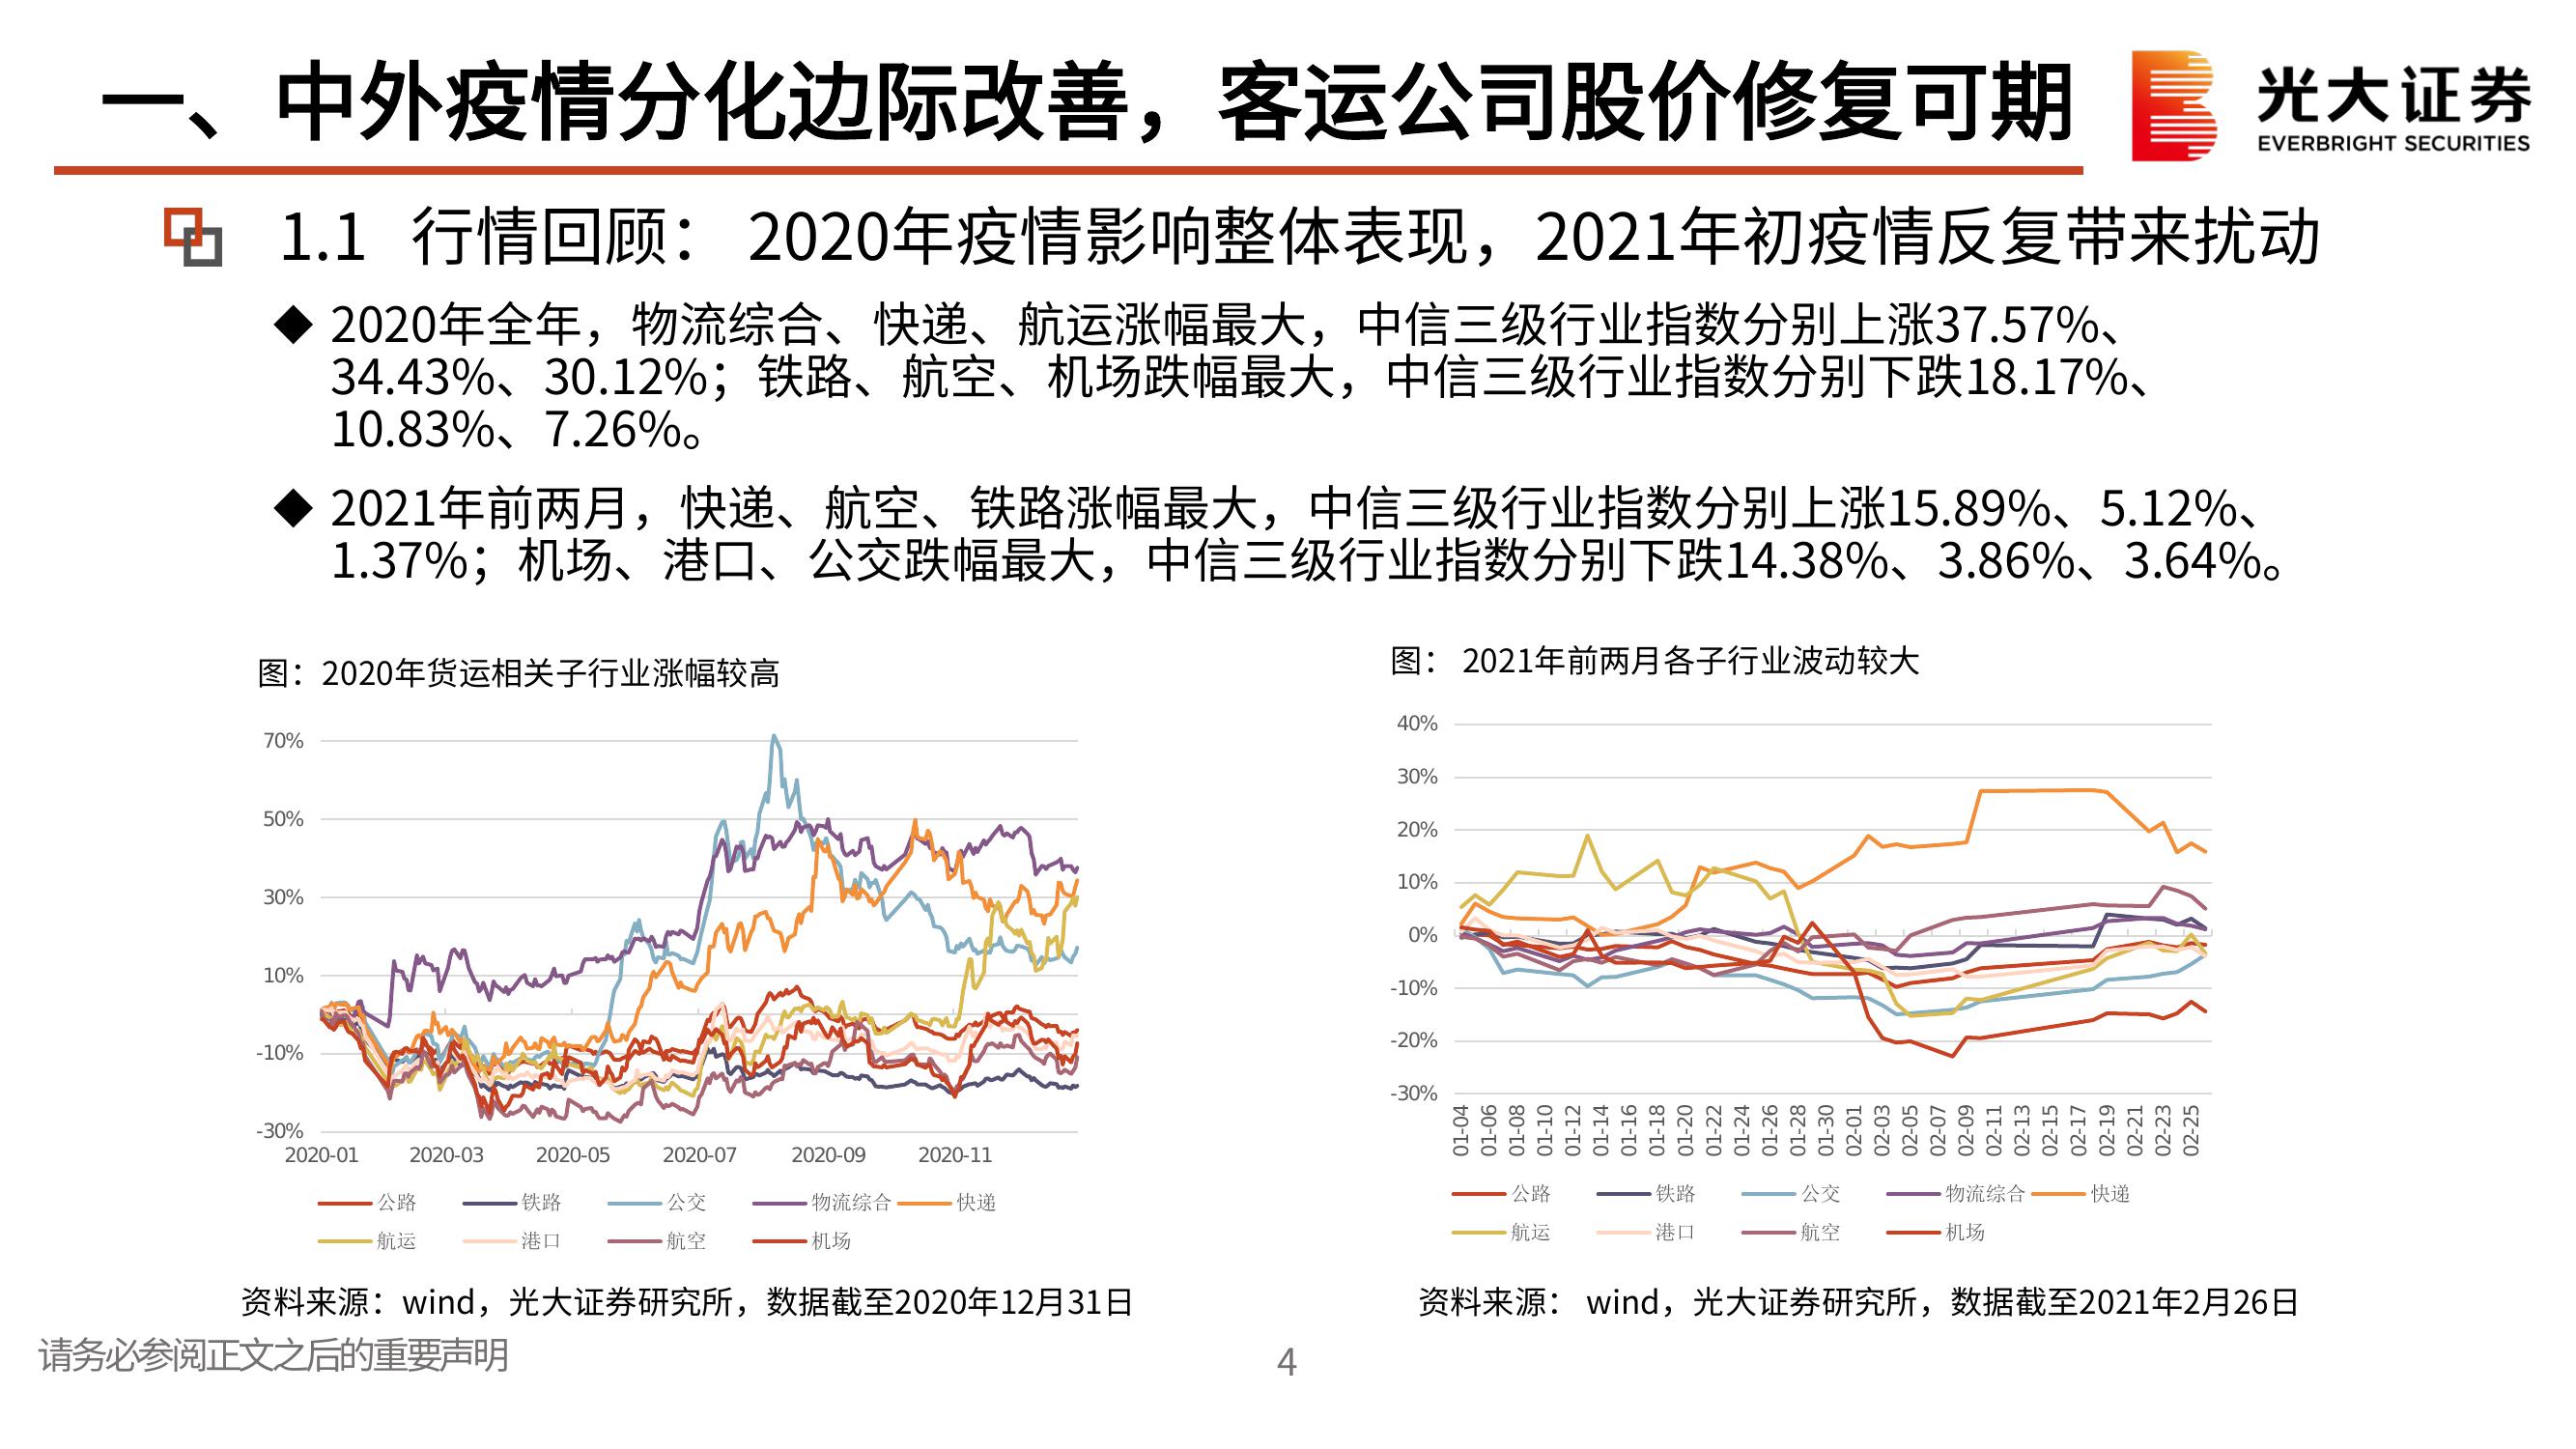 一、中外疫情分化边际改善，客运公司股价修复可期
光大证券
EVERBRIGHT SECURITIES
1.1 行情回顾： 2020年疫情影响整体表现，2021年初疫情反复带来扰动
◆ 2020年全年，物流综合、快递、航运涨幅最大，中信三级行业指数分别上涨37.57%、
34.43%、30.12%；铁路、航空、机场跌幅最大，中信三级行业指数分别下跌18.17%、
10.83%、7.26%。
◆ 2021年前两月，快递、航空、铁路涨幅最大，中信三级行业指数分别上涨15.89%、5.12%、
1.37%；机场、港口、公交跌幅最大，中信三级行业指数分别下跌14.38%、3.86%、3.64%。
图：2020年货运相关子行业涨幅较高
70%
50%
30%
10%
-10%
-30%
2020-01 2020-03 2020-05 2020-07 2020-09 2020-11
公路 铁路 公交 物流综合 快递
航运 港口 航空 机场
资料来源：wind，光大证券研究所，数据截至2020年12月31日
图： 2021年前两月各子行业波动较大
40%
30%
20%
10%
0%
-10%
-20%
-30%
01-04 01-06 01-08 01-10 01-12 01-14 01-16 01-18 01-20 01-22 01-24 01-26 01-28 01-30 02-01 02-03 02-05 02-07 02-09 02-11 02-13 02-15 02-17 02-19 02-21 02-23 02-25
公路 铁路 公交 物流综合 快递
航运 港口 航空 机场
资料来源： wind，光大证券研究所，数据截至2021年2月26日
请务必参阅正文之后的重要声明
4